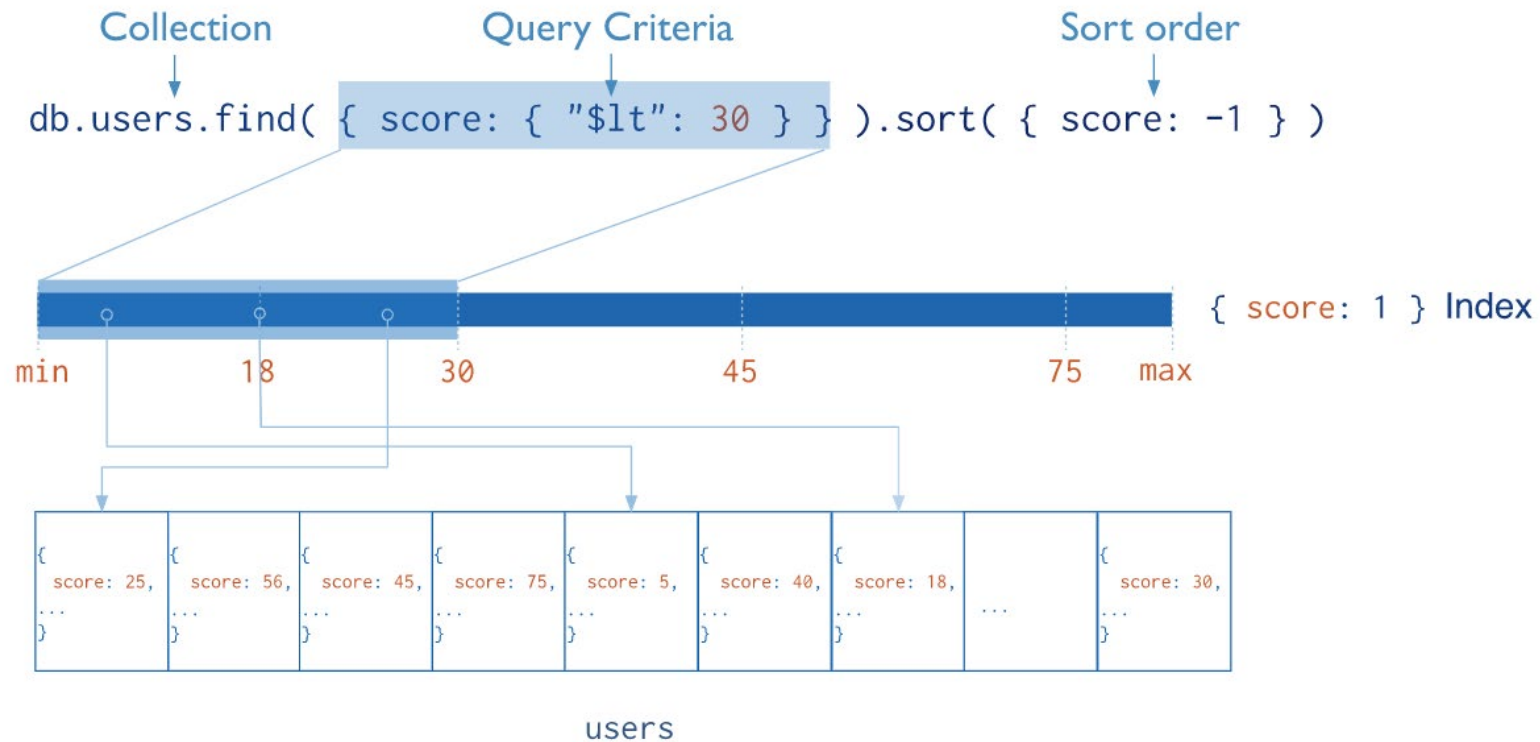 Collection Query Criteria Sort order
db.users.find( { score: { "$lt": 30 } } ).sort( { score: -1 } )
{ score: 1 } Index
min 18 30 45 75 max
{ { { { { { { {
score: 25, score: 56, score: 45, score: 75, score: 5, score: 40, score: 18, score: 30,
... ... ... ... ... ... ... ... ...
} } } } } } } }
users